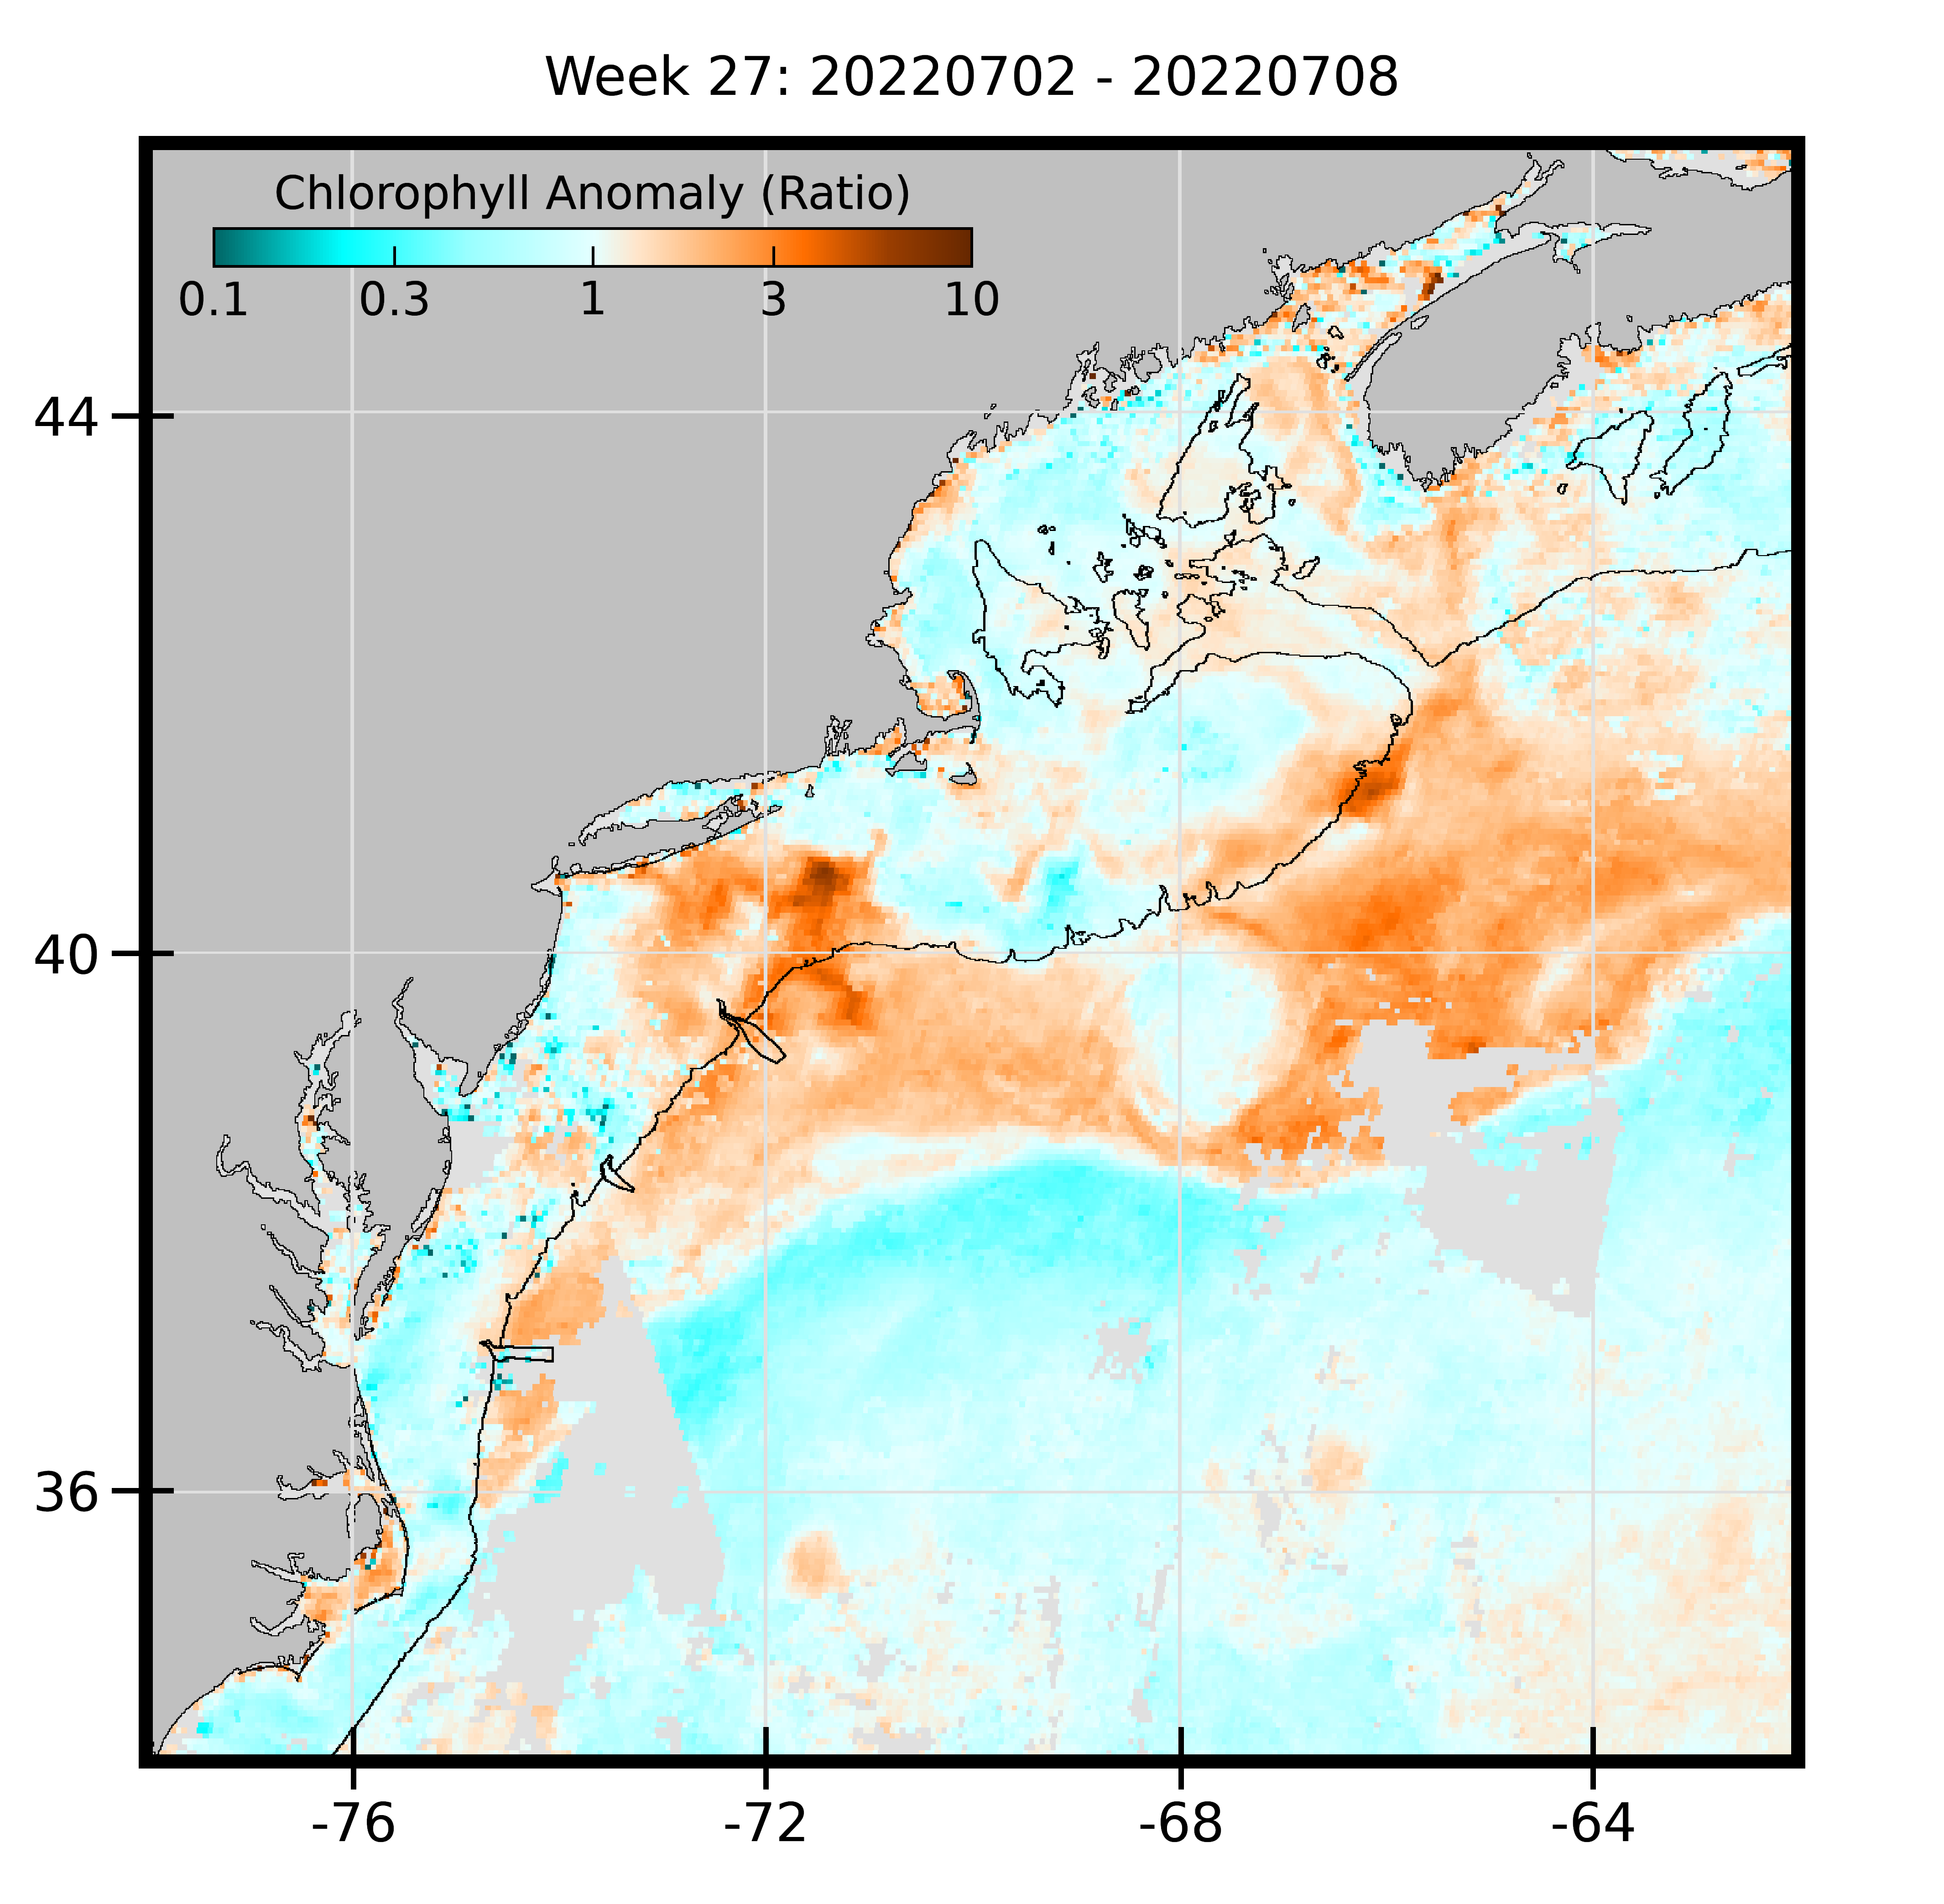 Week 27: 20220702 - 20220708
Chlorophyll Anomaly (Ratio)
0.1 0.3 1 3 10
44
40
36
-76 -72 -68 -64